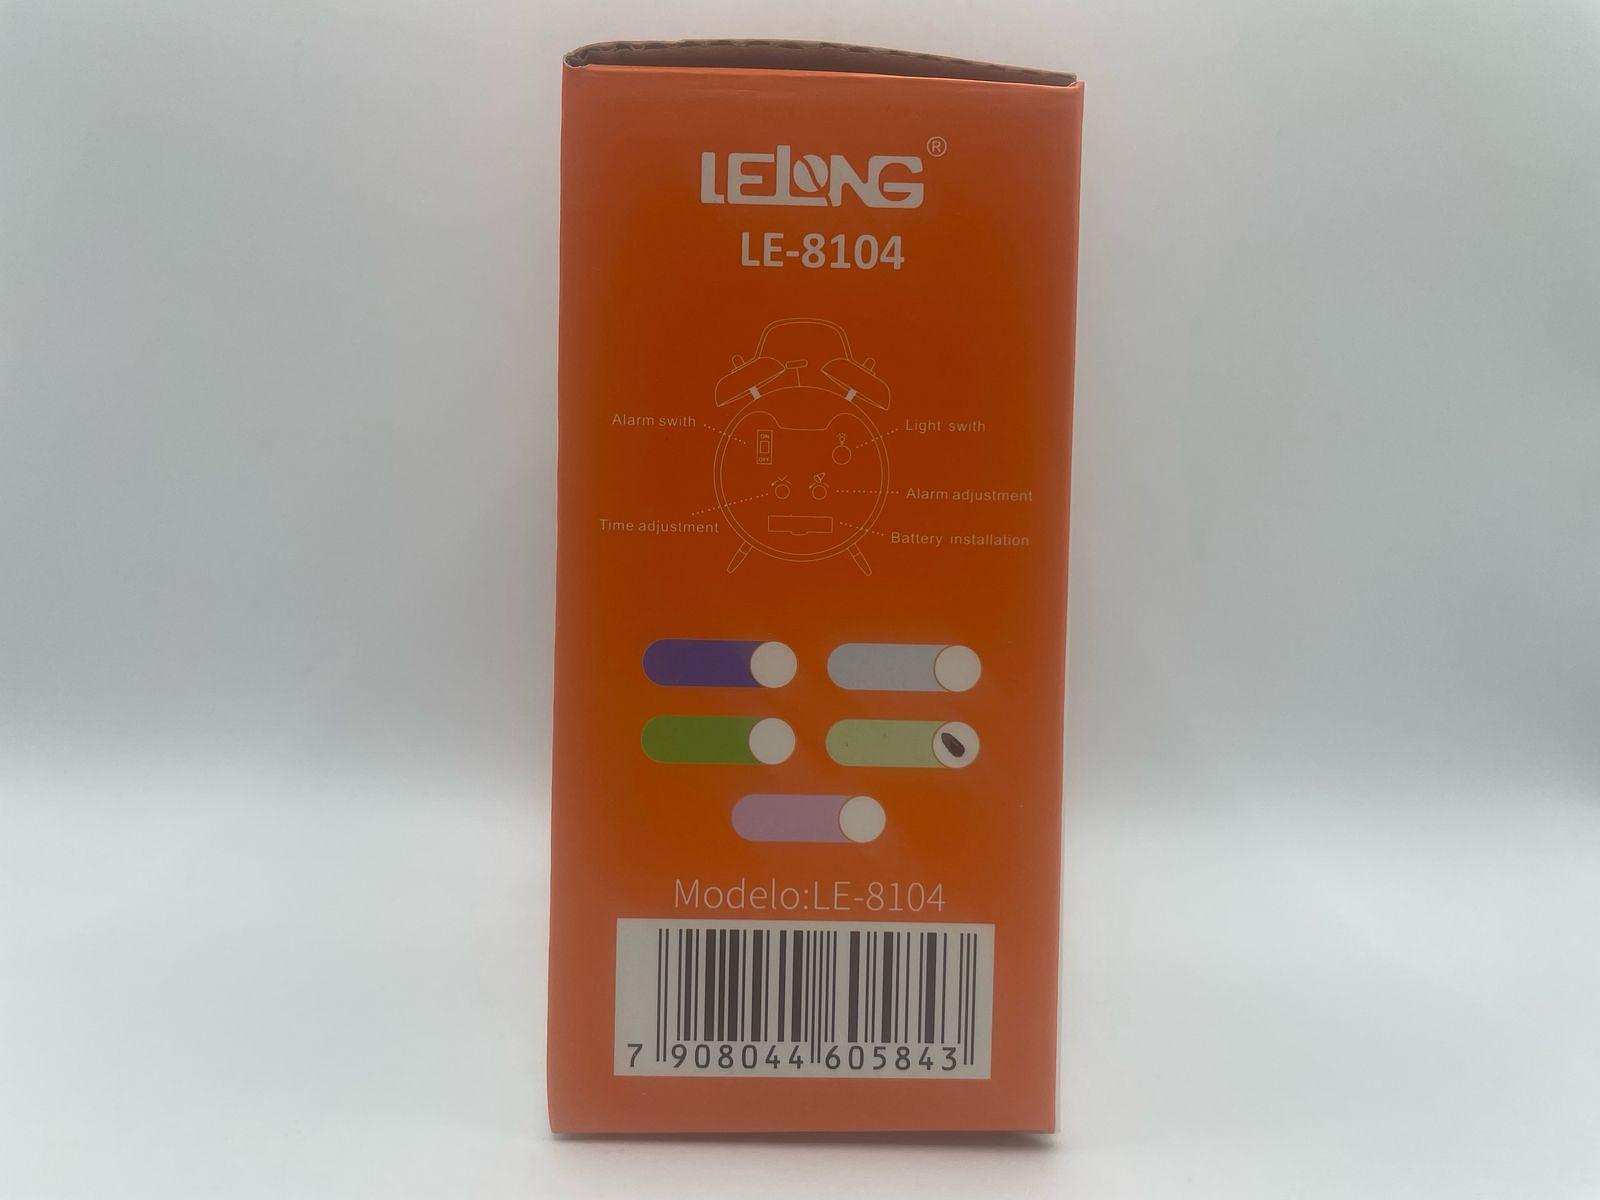 LELONG®
LE-8104
Alarm swith
Light swith
ON
OFF
Alarm adjustment
Time adjustment
Battery installation
Modelo:LE-8104
7 908044 605843